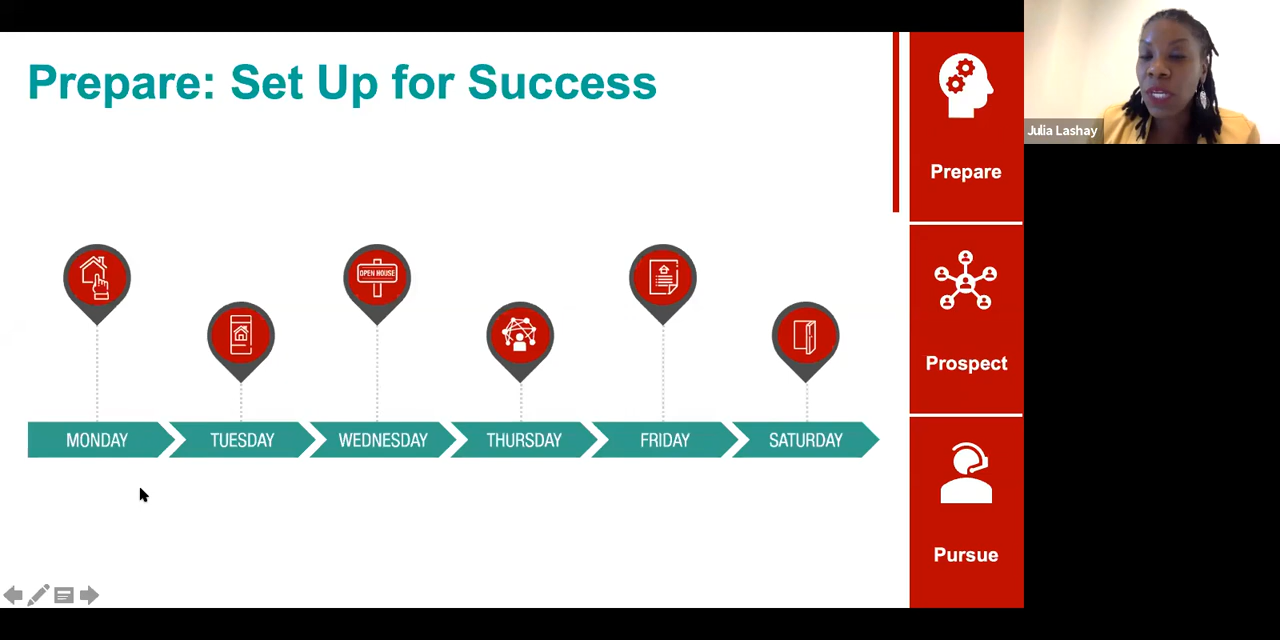 Prepare: Set Up for Success
OPEN HOUSE
MONDAY
TUESDAY
WEDNESDAY
THURSDAY
FRIDAY
SATURDAY
Prepare
Prospect
Pursue
Julia Lashay